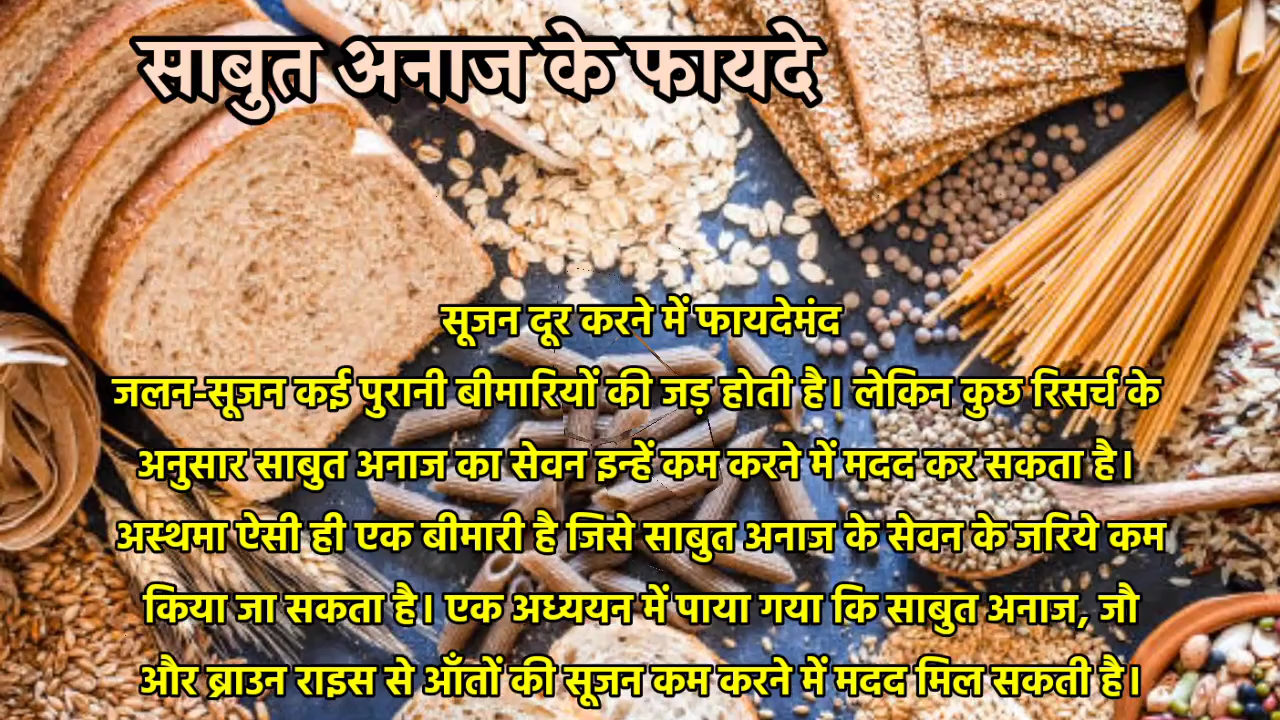 साबुत अनाज के फायदे
सूजन दूर करने में फायदेमंद
जलन-सूजन कई पुरानी बीमारियों की जड़ होती है। लेकिन कुछ रिसर्च के
अनुसार साबुत अनाज का सेवन इन्हें कम करने में मदद कर सकता है।
अस्थमा ऐसी ही एक बीमारी है जिसे साबुत अनाज के सेवन के जरिये कम
किया जा सकता है। एक अध्ययन में पाया गया कि साबुत अनाज, जौ
और ब्राउन राइस से आँतों की सूजन कम करने में मदद मिल सकती है।